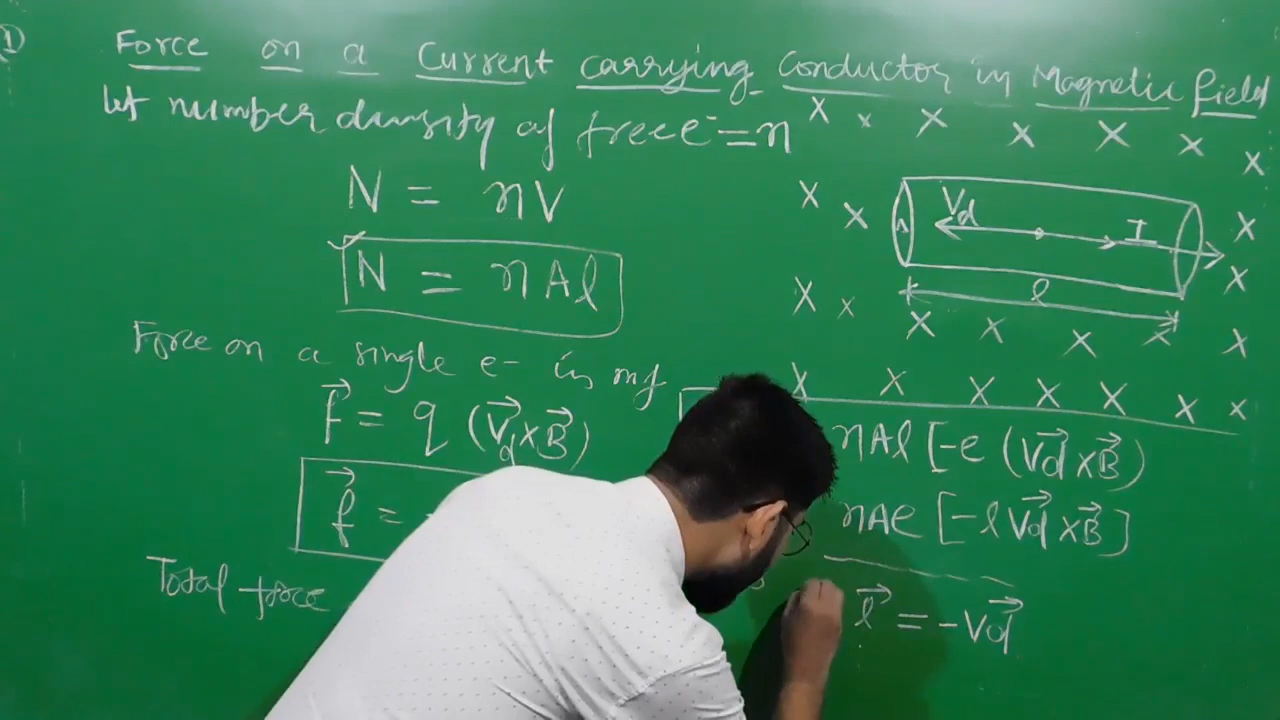 ①
Force on a Current carrying Conductor in Magnetic field
let number density of free e⁻ = n
N = nV
N = nAl
A Vd I
l
Force on a single e⁻ in mf
f⃗ = q (V⃗d × B⃗)
f⃗ =
Total force
nAl [-e (V⃗d × B⃗)
nAe [-l V⃗d × B⃗]
l⃗ = -V⃗d